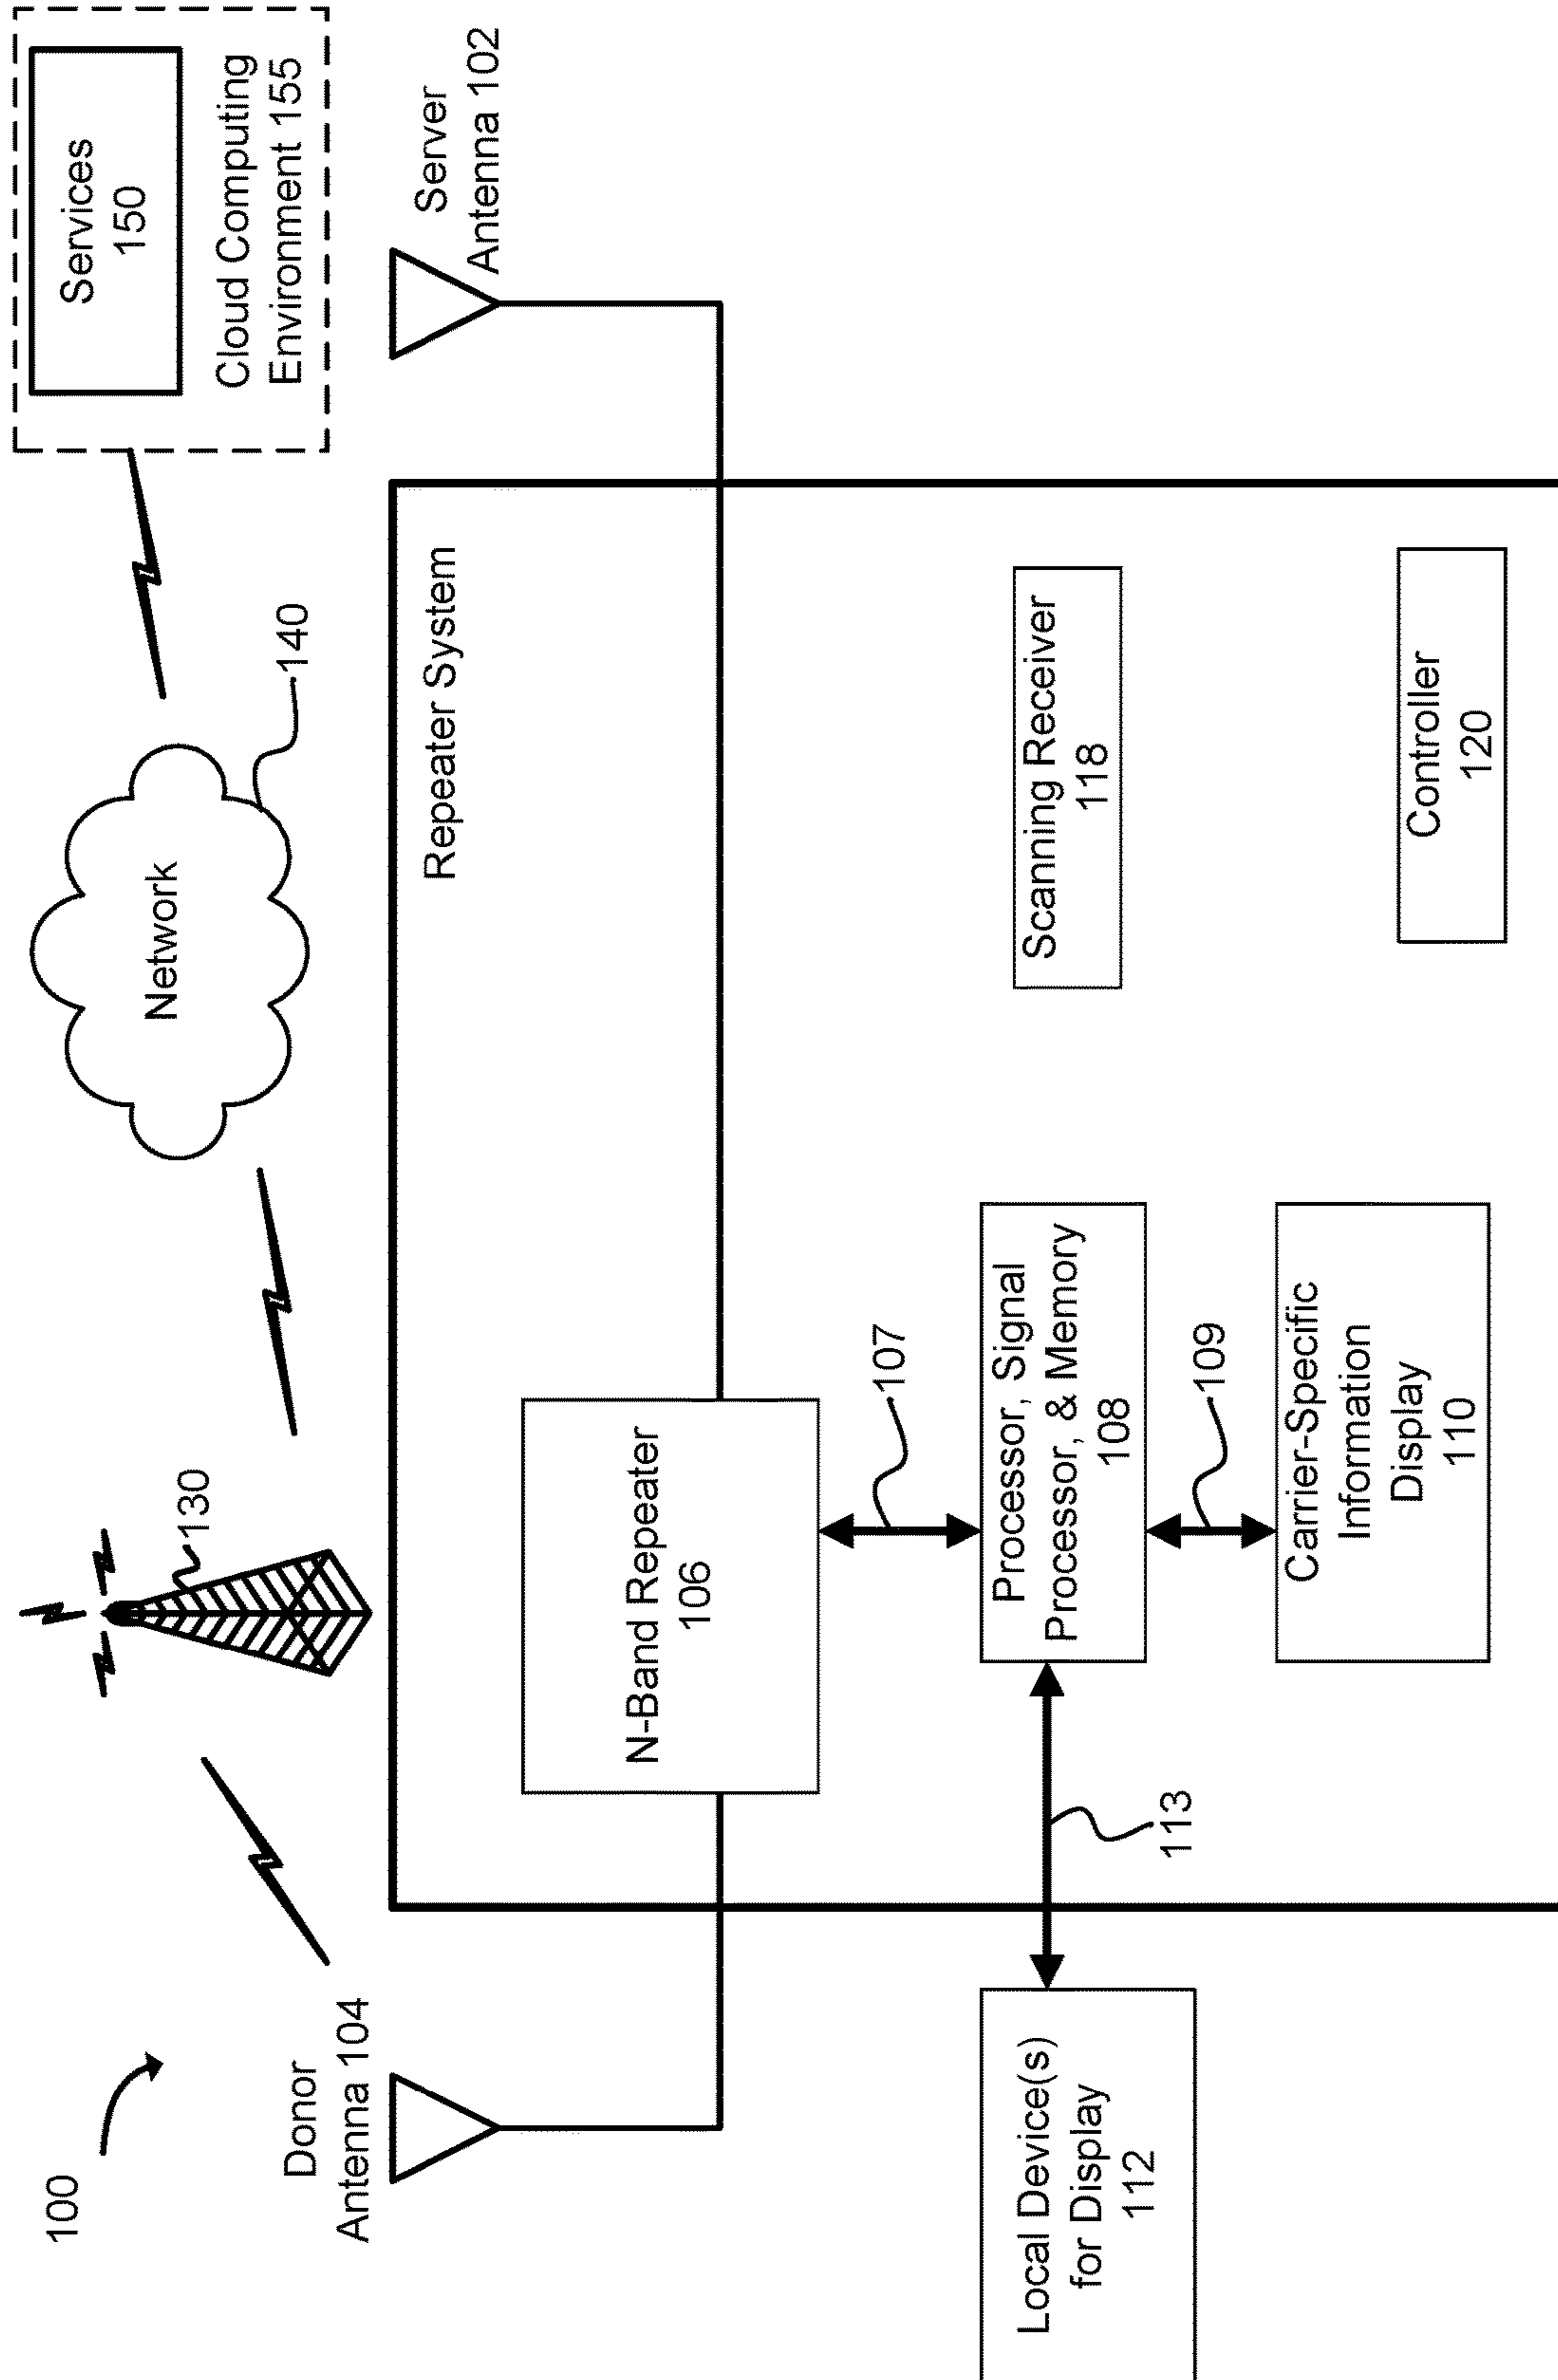 100
130
Network
140
Services
150
Cloud Computing
Environment 155
Donor
Antenna 104
Server
Antenna 102
Repeater System
N-Band Repeater
106
107
Local Device(s)
for Display
112
113
Processor, Signal
Processor, & Memory
108
Scanning Receiver
118
109
Carrier-Specific
Information
Display
110
Controller
120